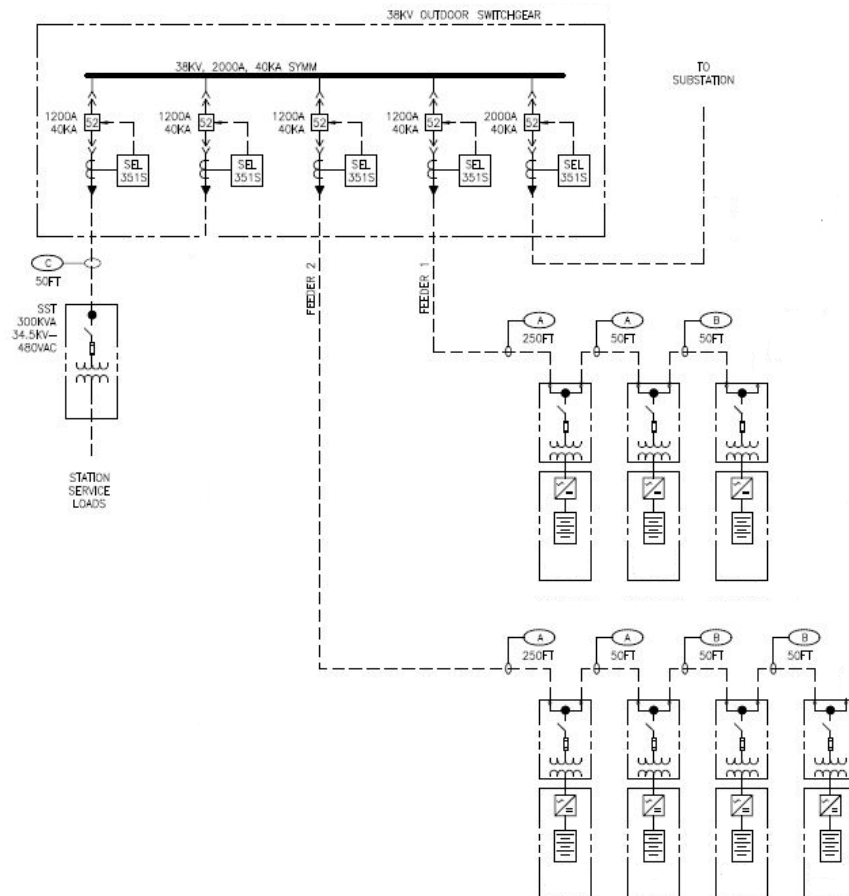 38KV OUTDOOR SWITCHGEAR
38KV, 2000A, 40KA SYMM
TO
SUBSTATION
1200A
40KA
52
SEL
351S
1200A
40KA
52
SEL
351S
1200A
40KA
52
SEL
351S
1200A
40KA
52
SEL
351S
2000A
40KA
52
SEL
351S
C
50FT
SST
300KVA
34.5KV—
480VAC
STATION
SERVICE
LOADS
FEEDER 2
FEEDER 1
A
250FT
A
50FT
B
50FT
A
250FT
A
50FT
B
50FT
B
50FT